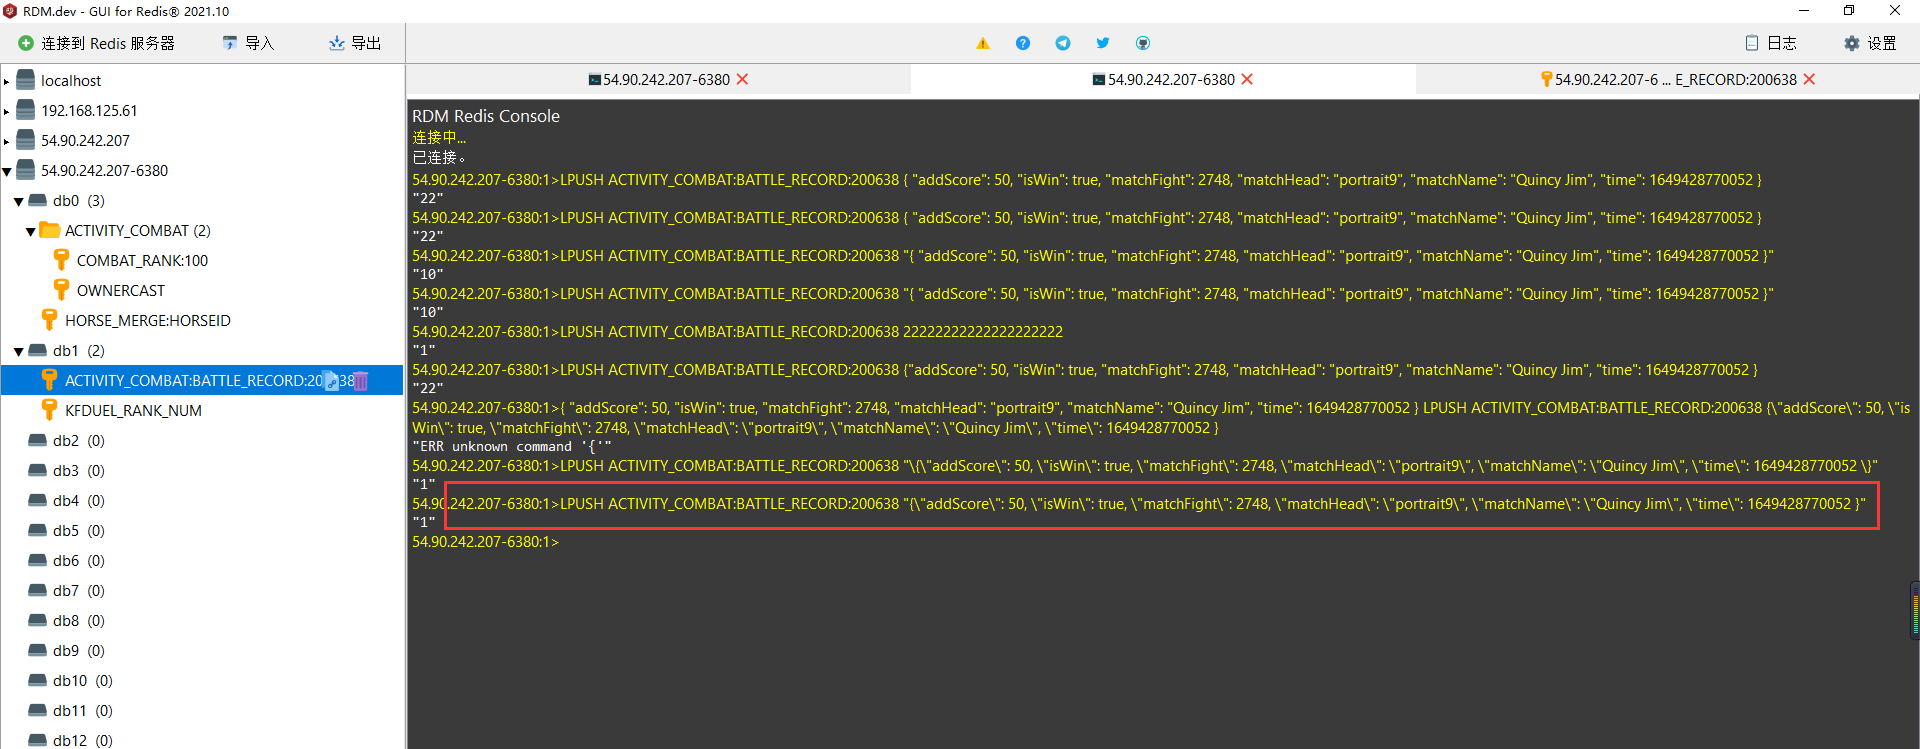 RDM.dev - GUI for Redis® 2021.10
连接到 Redis 服务器
导入
导出
日志
设置
localhost
192.168.125.61
54.90.242.207
54.90.242.207-6380
db0 (3)
ACTIVITY_COMBAT (2)
COMBAT_RANK:100
OWNERCAST
HORSE_MERGE:HORSEID
db1 (2)
ACTIVITY_COMBAT:BATTLE_RECORD:200638
KFDUEL_RANK_NUM
db2 (0)
db3 (0)
db4 (0)
db5 (0)
db6 (0)
db7 (0)
db8 (0)
db9 (0)
db10 (0)
db11 (0)
db12 (0)
54.90.242.207-6380
54.90.242.207-6380
54.90.242.207-6 ... E_RECORD:200638
RDM Redis Console
连接中...
已连接。
54.90.242.207-6380:1>LPUSH ACTIVITY_COMBAT:BATTLE_RECORD:200638 { "addScore": 50, "isWin": true, "matchFight": 2748, "matchHead": "portrait9", "matchName": "Quincy Jim", "time": 1649428770052 }
"22"
54.90.242.207-6380:1>LPUSH ACTIVITY_COMBAT:BATTLE_RECORD:200638 { "addScore": 50, "isWin": true, "matchFight": 2748, "matchHead": "portrait9", "matchName": "Quincy Jim", "time": 1649428770052 }
"22"
54.90.242.207-6380:1>LPUSH ACTIVITY_COMBAT:BATTLE_RECORD:200638 "{ "addScore": 50, "isWin": true, "matchFight": 2748, "matchHead": "portrait9", "matchName": "Quincy Jim", "time": 1649428770052 }"
"10"
54.90.242.207-6380:1>LPUSH ACTIVITY_COMBAT:BATTLE_RECORD:200638 "{ "addScore": 50, "isWin": true, "matchFight": 2748, "matchHead": "portrait9", "matchName": "Quincy Jim", "time": 1649428770052 }"
"10"
54.90.242.207-6380:1>LPUSH ACTIVITY_COMBAT:BATTLE_RECORD:200638 22222222222222222222
"1"
54.90.242.207-6380:1>LPUSH ACTIVITY_COMBAT:BATTLE_RECORD:200638 {"addScore": 50, "isWin": true, "matchFight": 2748, "matchHead": "portrait9", "matchName": "Quincy Jim", "time": 1649428770052 }
"22"
54.90.242.207-6380:1>{ "addScore": 50, "isWin": true, "matchFight": 2748, "matchHead": "portrait9", "matchName": "Quincy Jim", "time": 1649428770052 } LPUSH ACTIVITY_COMBAT:BATTLE_RECORD:200638 {\"addScore\": 50, \"is
Win\": true, \"matchFight\": 2748, \"matchHead\": \"portrait9\", \"matchName\": \"Quincy Jim\", \"time\": 1649428770052 }
"ERR unknown command '{'"
54.90.242.207-6380:1>LPUSH ACTIVITY_COMBAT:BATTLE_RECORD:200638 "\{\"addScore\": 50, \"isWin\": true, \"matchFight\": 2748, \"matchHead\": \"portrait9\", \"matchName\": \"Quincy Jim\", \"time\": 1649428770052 \}"
"1"
54.90.242.207-6380:1>LPUSH ACTIVITY_COMBAT:BATTLE_RECORD:200638 "{\"addScore\": 50, \"isWin\": true, \"matchFight\": 2748, \"matchHead\": \"portrait9\", \"matchName\": \"Quincy Jim\", \"time\": 1649428770052 }"
"1"
54.90.242.207-6380:1>